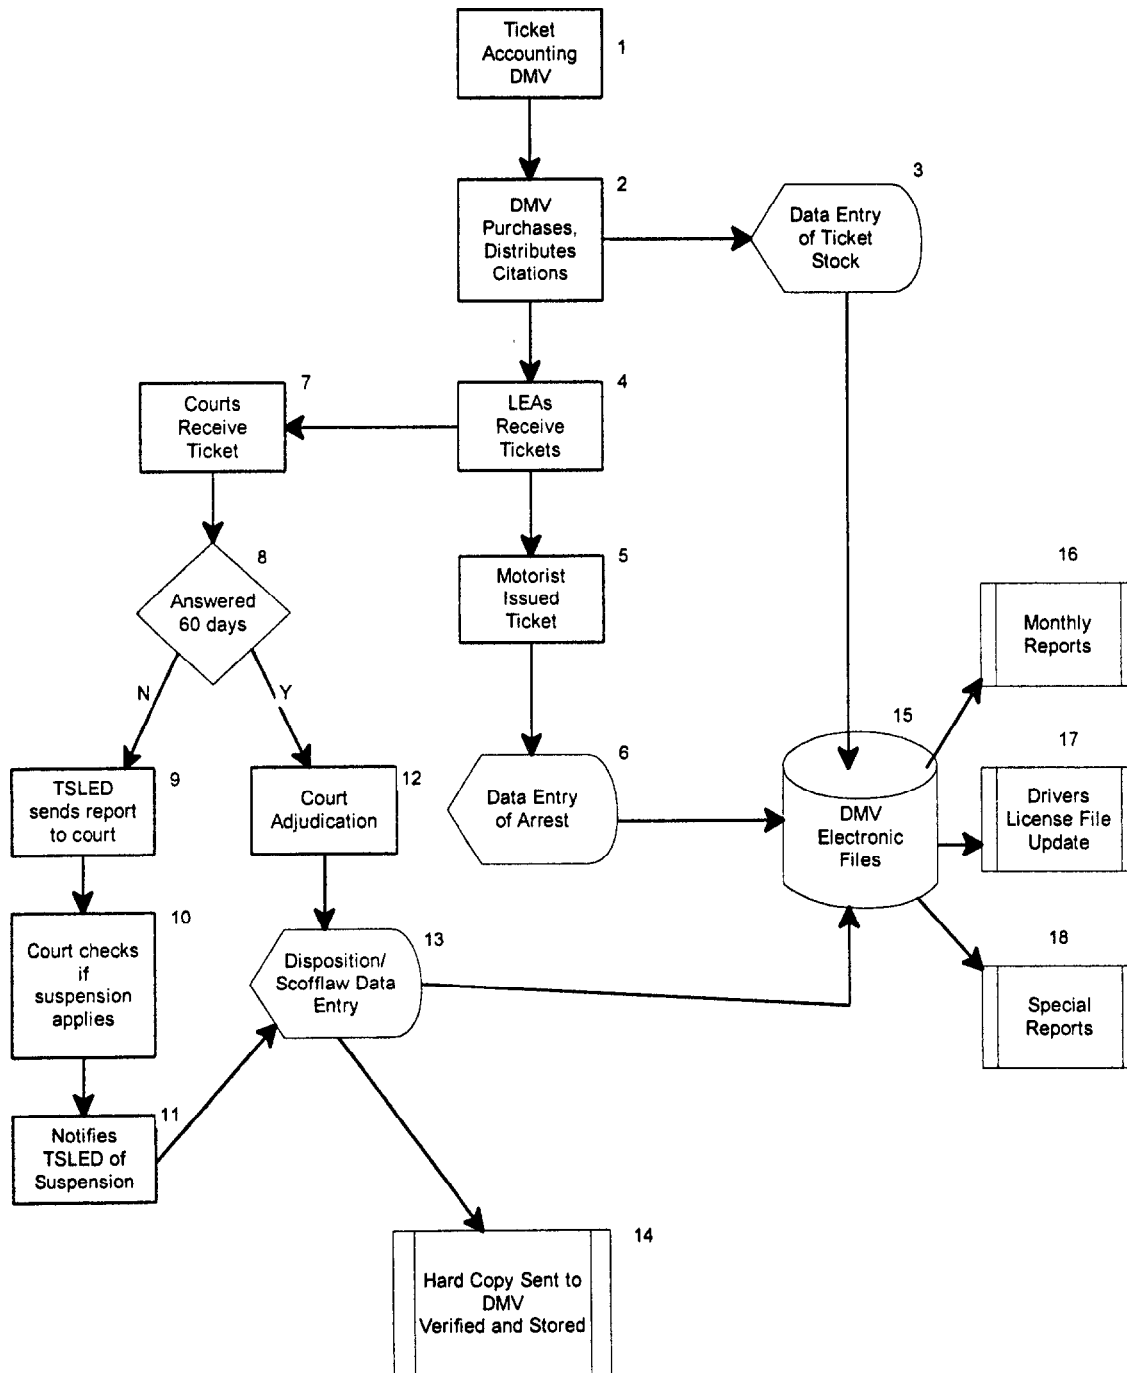 Ticket
Accounting
DMV
1
DMV
Purchases,
Distributes
Citations
2
Data Entry
of Ticket
Stock
3
LEAs
Receive
Tickets
4
Courts
Receive
Ticket
7
Motorist
Issued
Ticket
5
Answered
60 days
8
N
Y
Data Entry
of Arrest
6
TSLED
sends report
to court
9
Court
Adjudication
12
Court checks
if
suspension
applies
10
Notifies
TSLED of
Suspension
11
Disposition/
Scofflaw Data
Entry
13
Hard Copy Sent to
DMV
Verified and Stored
14
DMV
Electronic
Files
15
Monthly
Reports
16
Drivers
License File
Update
17
Special
Reports
18